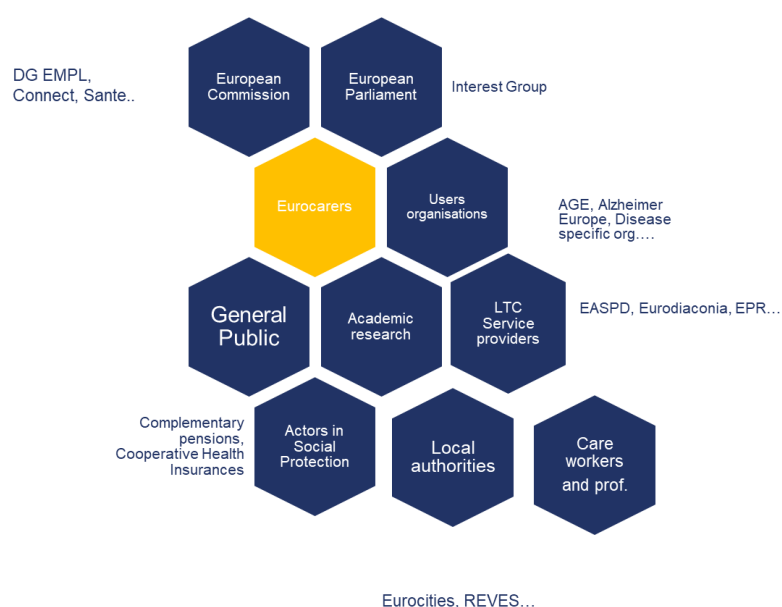 European
Commission
European
Parliament
DG EMPL,
Connect, Sante..
Interest Group
Eurocarers
Users
organisations
AGE, Alzheimer
Europe, Disease
specific org….
General
Public
Academic
research
LTC
Service
providers
EASPD, Eurodiaconia, EPR…
Complementary
pensions,
Cooperative Health
Insurances
Actors in
Social
Protection
Local
authorities
Care
workers
and prof.
Eurocities. REVES…